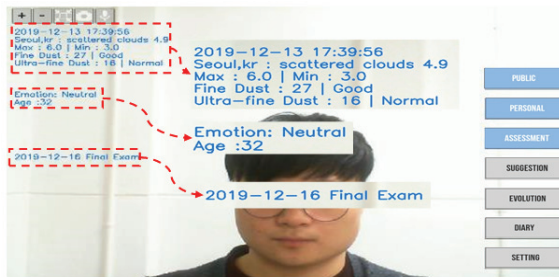 +
-
2019-12-13 17:39:56
Seoul,kr : scattered clouds 4.9
Max : 6.0 | Min : 3.0
Fine Dust : 27 | Good
Ultra-fine Dust : 16 | Normal
Emotion: Neutral
Age :32
2019-12-16 Final Exam
2019-12-13 17:39:56
Seoul,kr : scattered clouds 4.9
Max : 6.0 | Min : 3.0
Fine Dust : 27 | Good
Ultra-fine Dust : 16 | Normal
Emotion: Neutral
Age :32
2019-12-16 Final Exam
PUBLIC
PERSONAL
ASSESSMENT
SUGGESTION
EVOLUTION
DIARY
SETTING